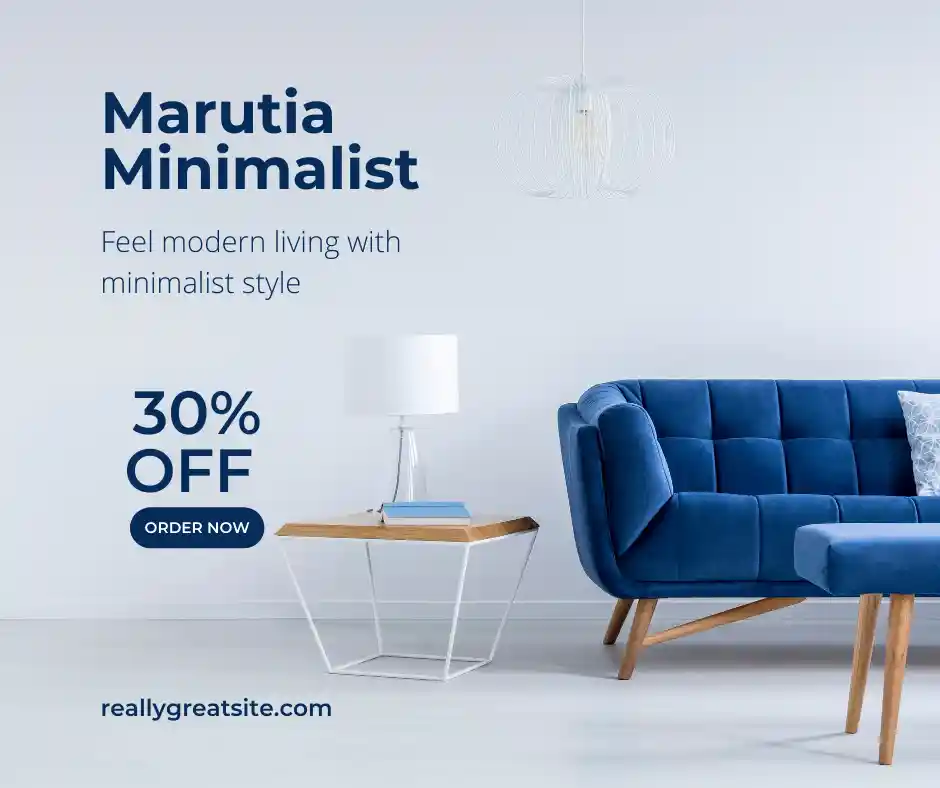 Marutia
Minimalist
Feel modern living with
minimalist style
30%
OFF
ORDER NOW
reallygreatsite.com